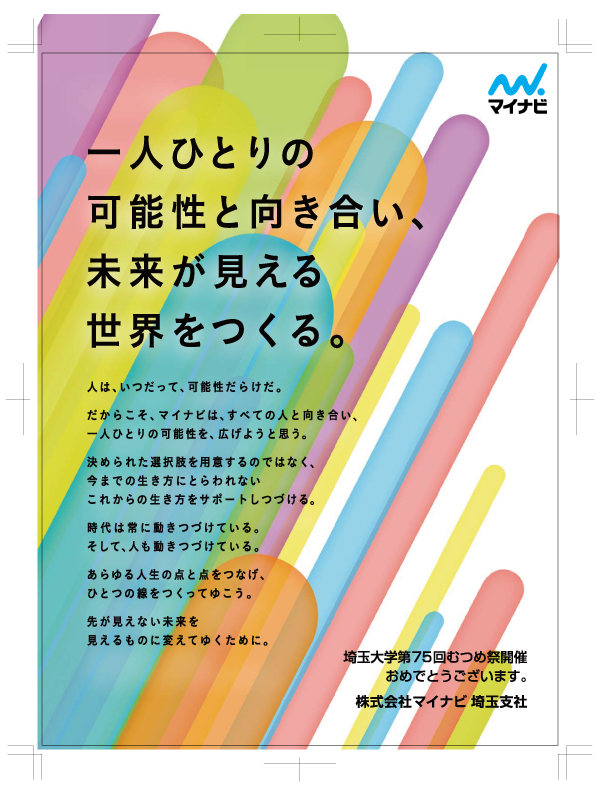 マイナビ
一人ひとりの
可能性と向き合い、
未来が見える
世界をつくる。
人は、いつだって、可能性だらけだ。
だからこそ、マイナビは、すべての人と向き合い、
一人ひとりの可能性を、広げようと思う。
決められた選択肢を用意するのではなく、
今までの生き方にとらわれない
これからの生き方をサポートしつづける。
時代は常に動きつづけている。
そして、人も動きつづけている。
あらゆる人生の点と点をつなげ、
ひとつの線をつくってゆこう。
先が見えない未来を
見えるものに変えてゆくために。
埼玉大学第75回むつめ祭開催
おめでとうございます。
株式会社マイナビ 埼玉支社